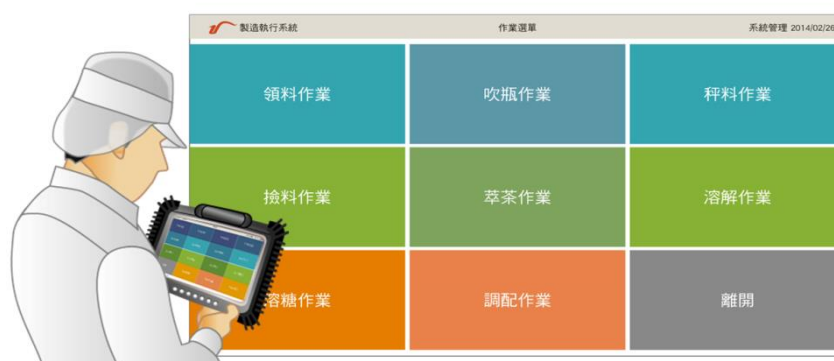 製造執行系統
作業選單
系統管理 2014/02/26
領料作業
吹瓶作業
秤料作業
撿料作業
萃茶作業
溶解作業
溶糖作業
調配作業
離開